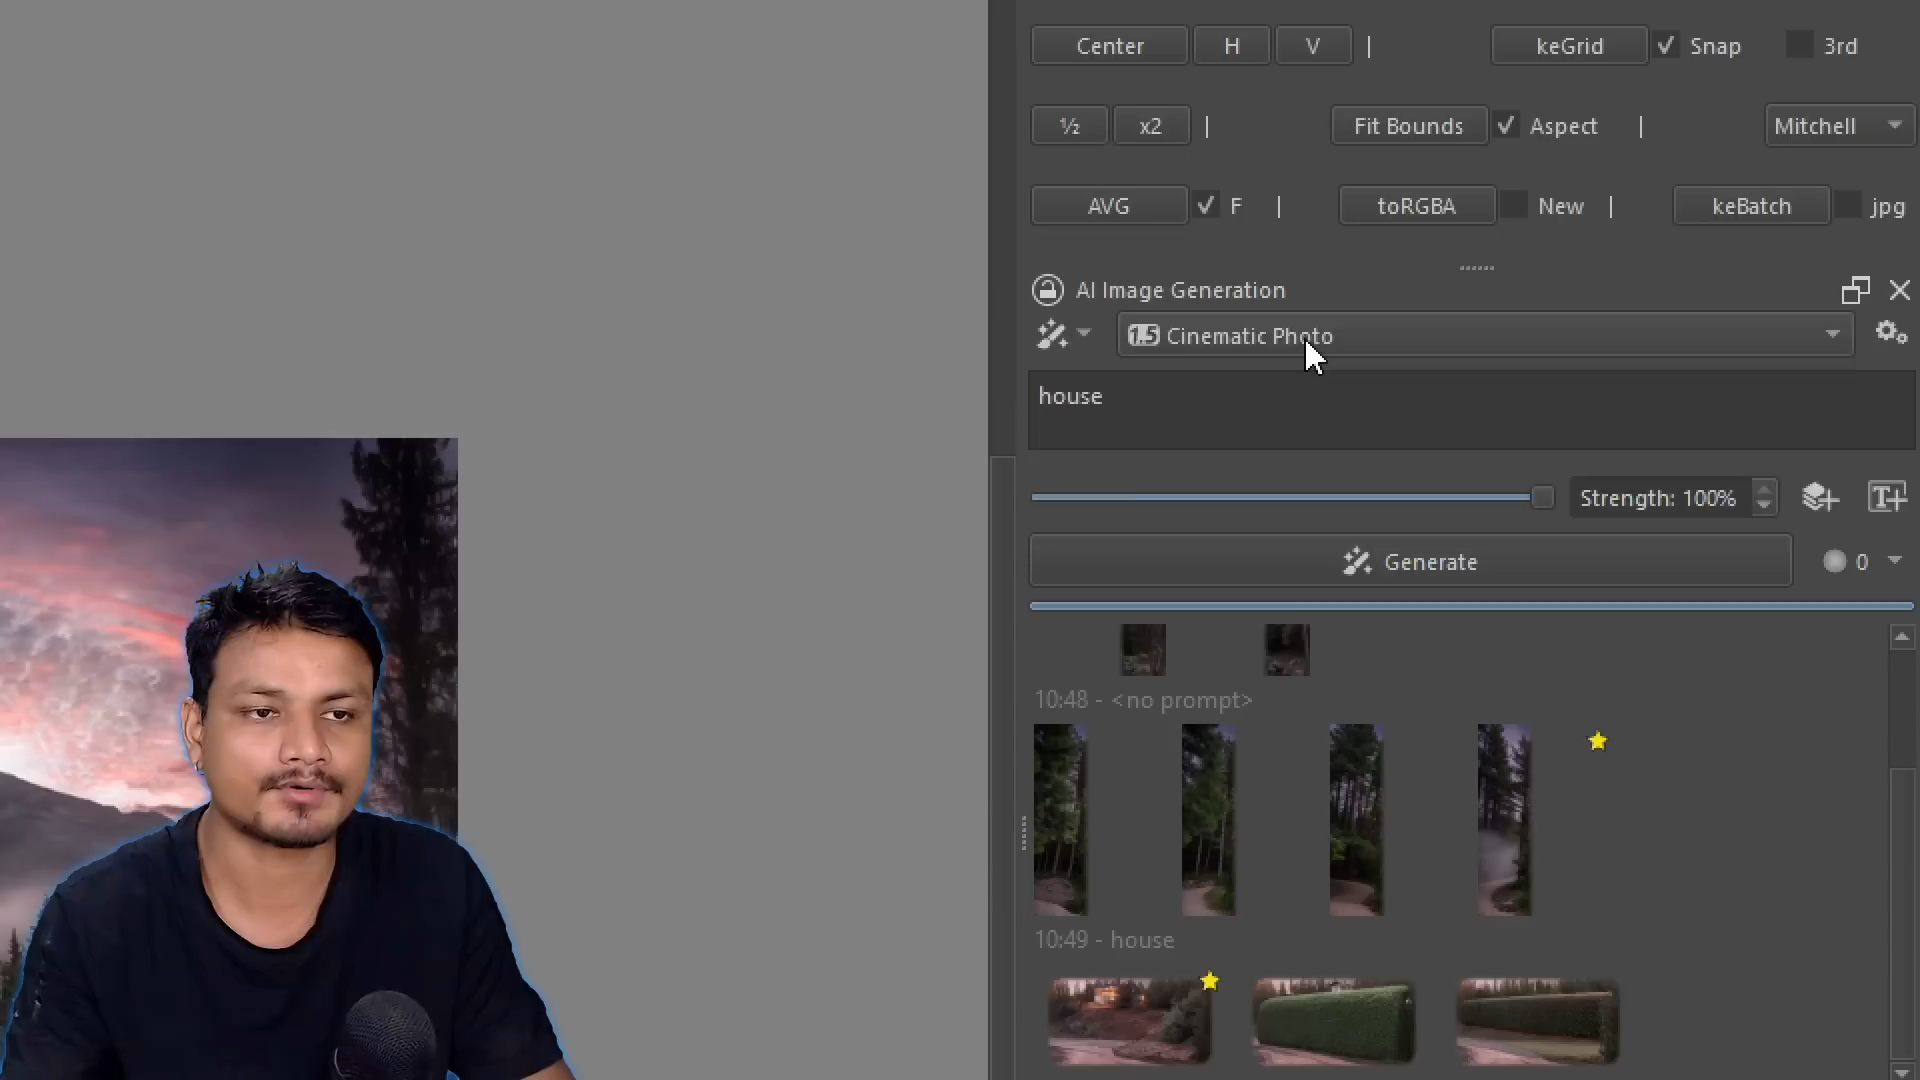 Center H V | keGrid Snap 3rd
½ x2 | Fit Bounds Aspect | Mitchell
AVG F | toRGBA New | keBatch jpg
AI Image Generation
1.5 Cinematic Photo
house
Strength: 100% T+
Generate 0
10:48 - <no prompt>
10:49 - house